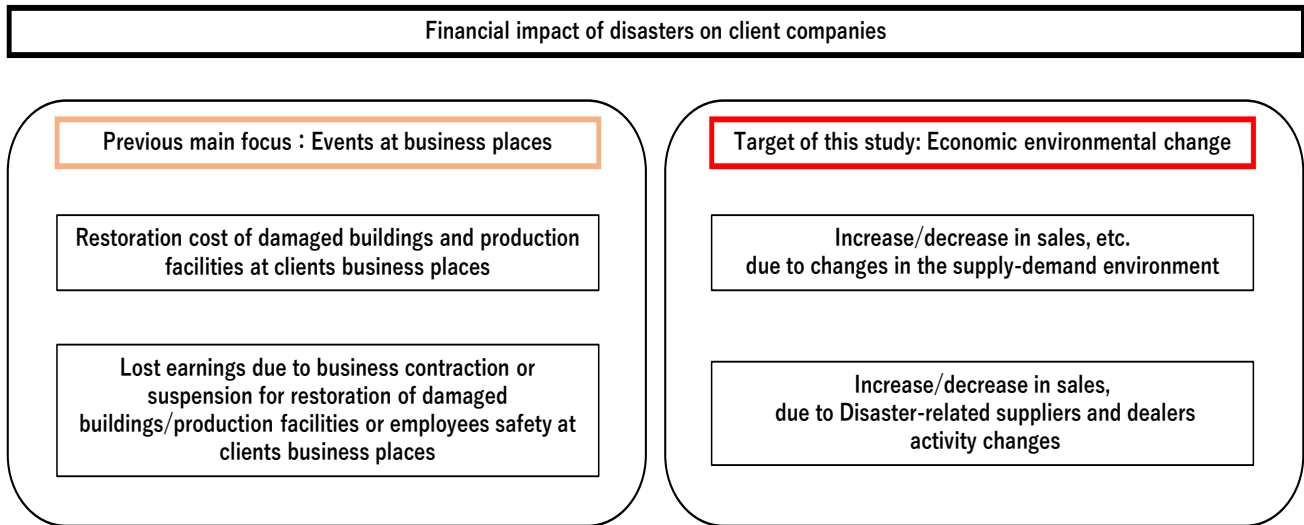 Financial impact of disasters on client companies
Previous main focus：Events at business places
Restoration cost of damaged buildings and production
facilities at clients business places
Lost earnings due to business contraction or
suspension for restoration of damaged
buildings/production facilities or employees safety at
clients business places
Target of this study: Economic environmental change
Increase/decrease in sales, etc.
due to changes in the supply-demand environment
Increase/decrease in sales,
due to Disaster-related suppliers and dealers
activity changes